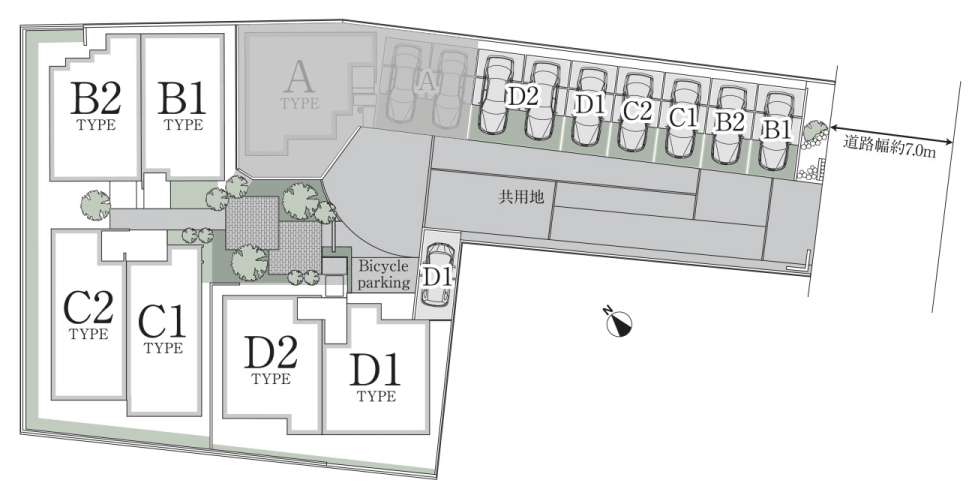 B2
TYPE
B1
TYPE
A
TYPE
A
D2
D1
C2
C1
B2
B1
道路幅約7.0m
共用地
C2
TYPE
C1
TYPE
Bicycle
parking
D1
D2
TYPE
D1
TYPE
N